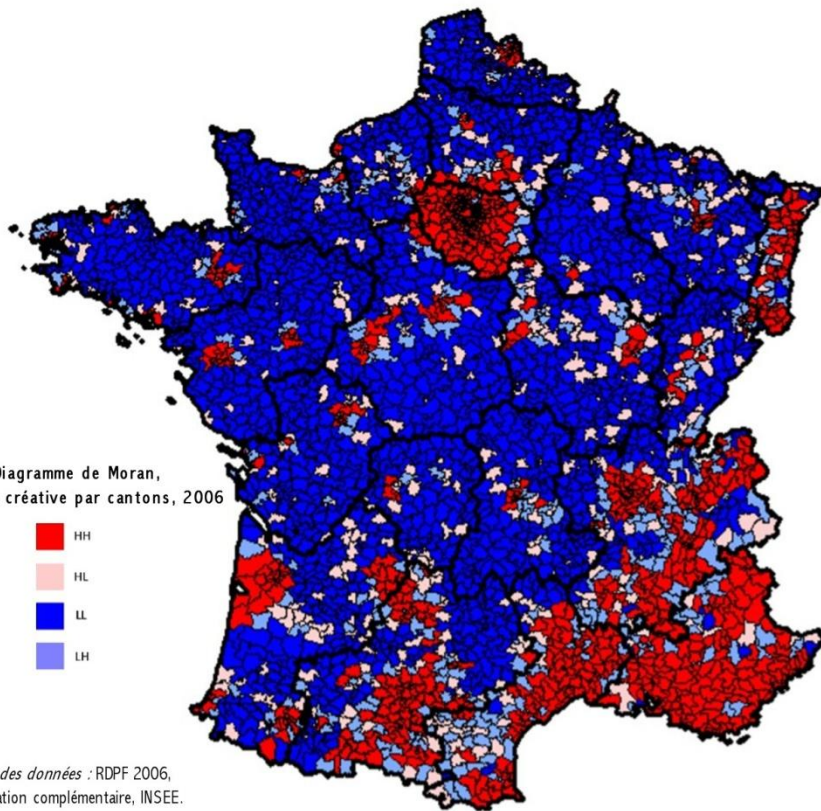 Diagramme de Moran,
créative par cantons, 2006
HH
HL
LL
LH
des données : RDPF 2006,
ation complémentaire, INSEE.